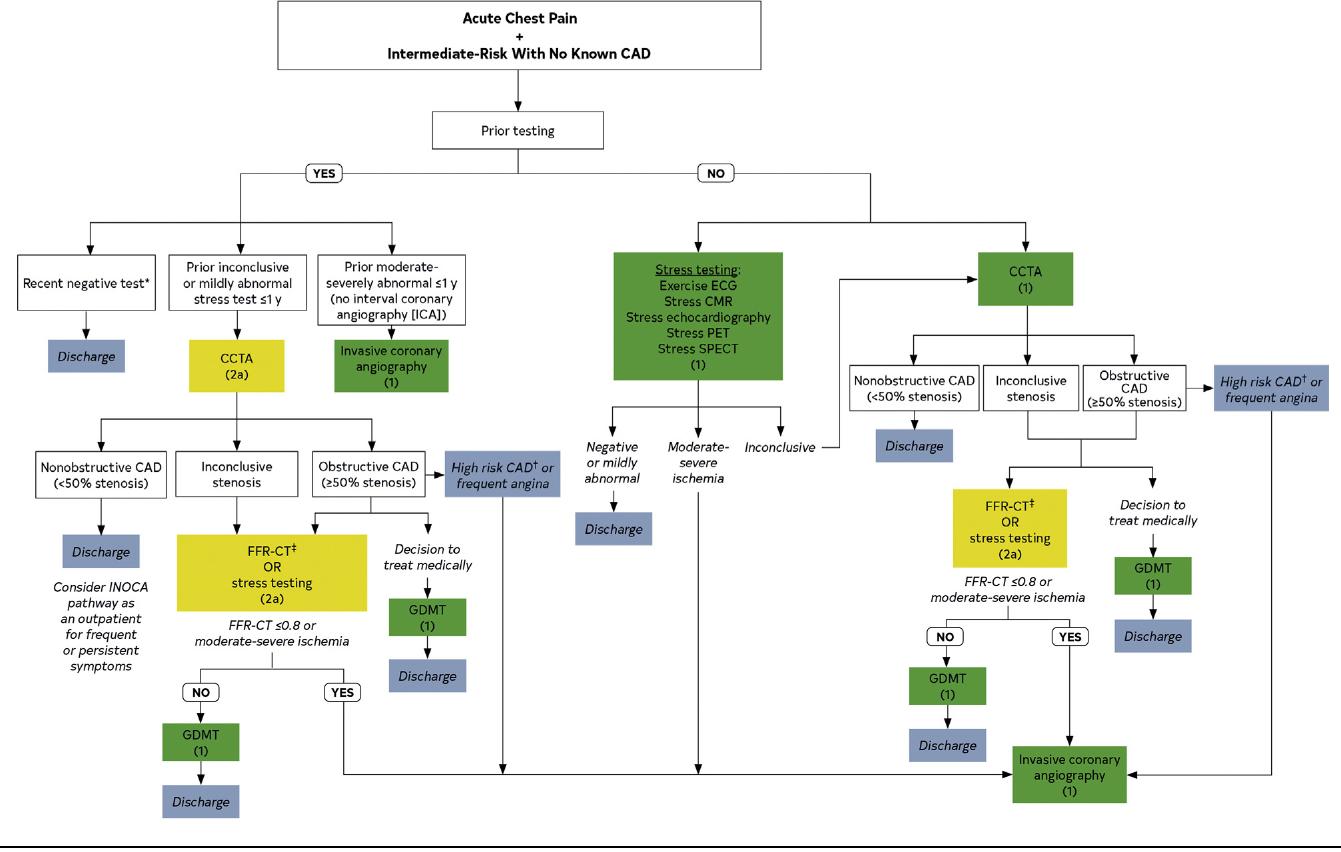 Acute Chest Pain
+
Intermediate-Risk With No Known CAD
Prior testing
YES
NO
Recent negative test*
Discharge
Prior inconclusive
or mildly abnormal
stress test ≤1 y
CCTA
(2a)
Prior moderate-
severely abnormal ≤1 y
(no interval coronary
angiography [ICA])
Invasive coronary
angiography
(1)
Nonobstructive CAD
(<50% stenosis)
Discharge
Consider INOCA
pathway as
an outpatient
for frequent
or persistent
symptoms
Inconclusive
stenosis
Obstructive CAD
(≥50% stenosis)
High risk CAD† or
frequent angina
FFR-CT‡
OR
stress testing
(2a)
FFR-CT ≤0.8 or
moderate-severe ischemia
NO
YES
GDMT
(1)
Discharge
Decision to
treat medically
GDMT
(1)
Discharge
Stress testing:
Exercise ECG
Stress CMR
Stress echocardiography
Stress PET
Stress SPECT
(1)
Negative
or mildly
abnormal
Discharge
Moderate-
severe
ischemia
Inconclusive
CCTA
(1)
Nonobstructive CAD
(<50% stenosis)
Discharge
Inconclusive
stenosis
Obstructive
CAD
(≥50% stenosis)
High risk CAD† or
frequent angina
FFR-CT‡
OR
stress testing
(2a)
FFR-CT ≤0.8 or
moderate-severe ischemia
NO
YES
GDMT
(1)
Discharge
Decision to
treat medically
GDMT
(1)
Discharge
Invasive coronary
angiography
(1)